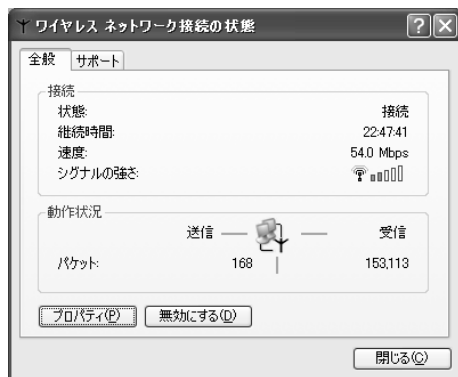 ワイヤレス ネットワーク接続の状態
全般 サポート
接続
状態: 接続
継続時間: 22:47:41
速度: 54.0 Mbps
シグナルの強さ:
動作状況
送信 受信
パケット: 168 153,113
プロパティ(P) 無効にする(D)
閉じる(C)